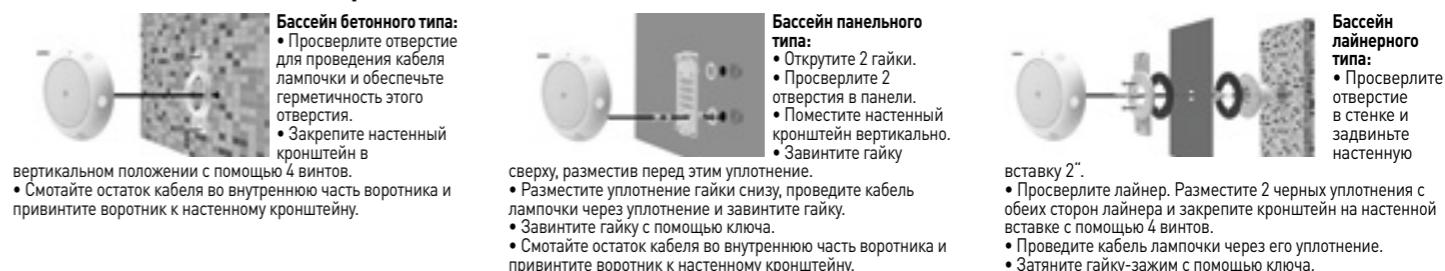 Бассейн бетонного типа:
• Просверлите отверстие
для проведения кабеля
лампочки и обеспечьте
герметичность этого
отверстия.
• Закрепите настенный
кронштейн в
вертикальном положении с помощью 4 винтов.
• Смотайте остаток кабеля во внутреннюю часть воротника и
привинтите воротник к настенному кронштейну.
Бассейн панельного
типа:
• Открутите 2 гайки.
• Просверлите 2
отверстия в панели.
• Поместите настенный
кронштейн вертикально.
• Завинтите гайку
сверху, разместив перед этим уплотнение.
• Разместите уплотнение гайки снизу, проведите кабель
лампочки через уплотнение и завинтите гайку.
• Завинтите гайку с помощью ключа.
• Смотайте остаток кабеля во внутреннюю часть воротника и
привинтите воротник к настенному кронштейну.
Бассейн
лайнерного
типа:
• Просверлите
отверстие
в стенке и
задвиньте
настенную
вставку 2".
• Просверлите лайнер. Разместите 2 черных уплотнения с
обеих сторон лайнера и закрепите кронштейн на настенной
вставке с помощью 4 винтов.
• Проведите кабель лампочки через его уплотнение.
• Затяните гайку-зажим с помощью ключа.